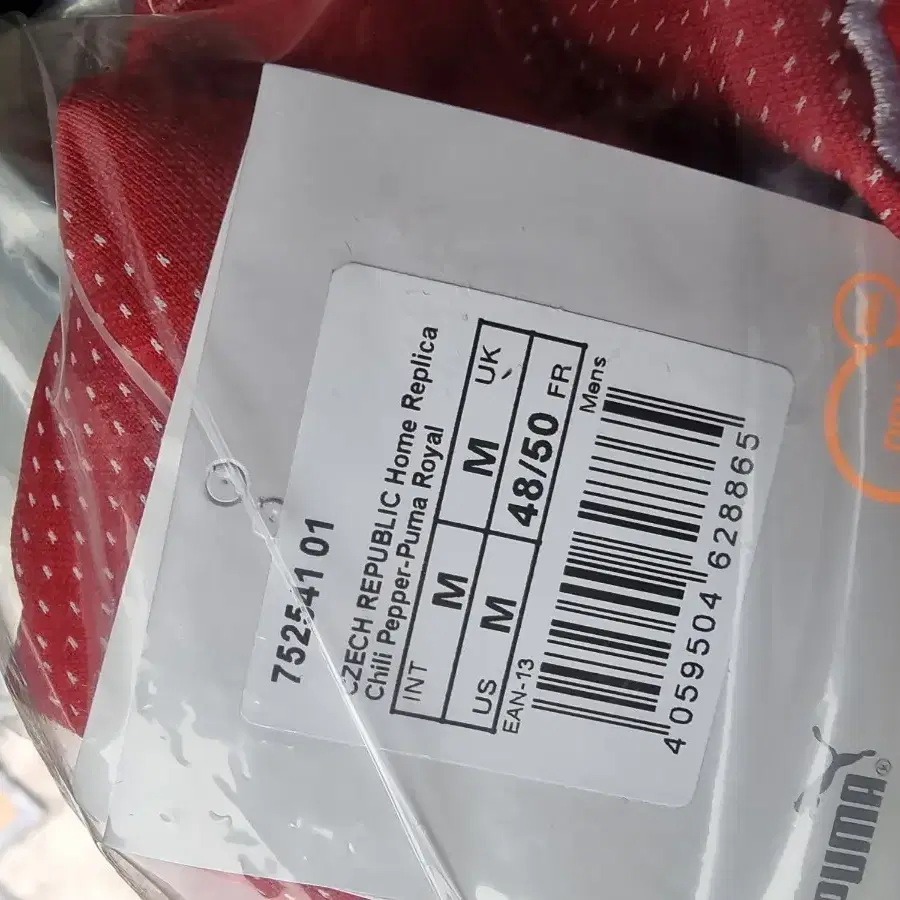 752541 01
CZECH REPUBLIC Home Replica
Chili Pepper-Puma Royal
INT M M UK
US M 48/50 FR
EAN-13 Mens
4 059504 628865
PUMA®